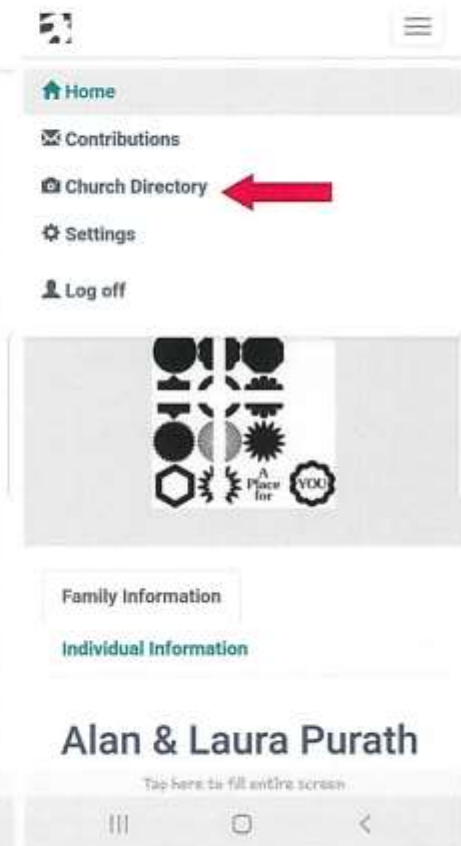 Home
Contributions
Church Directory
Settings
Log off
A
Place
for
YOU
Family Information
Individual Information
Alan & Laura Purath
Tap here to fill entire screen